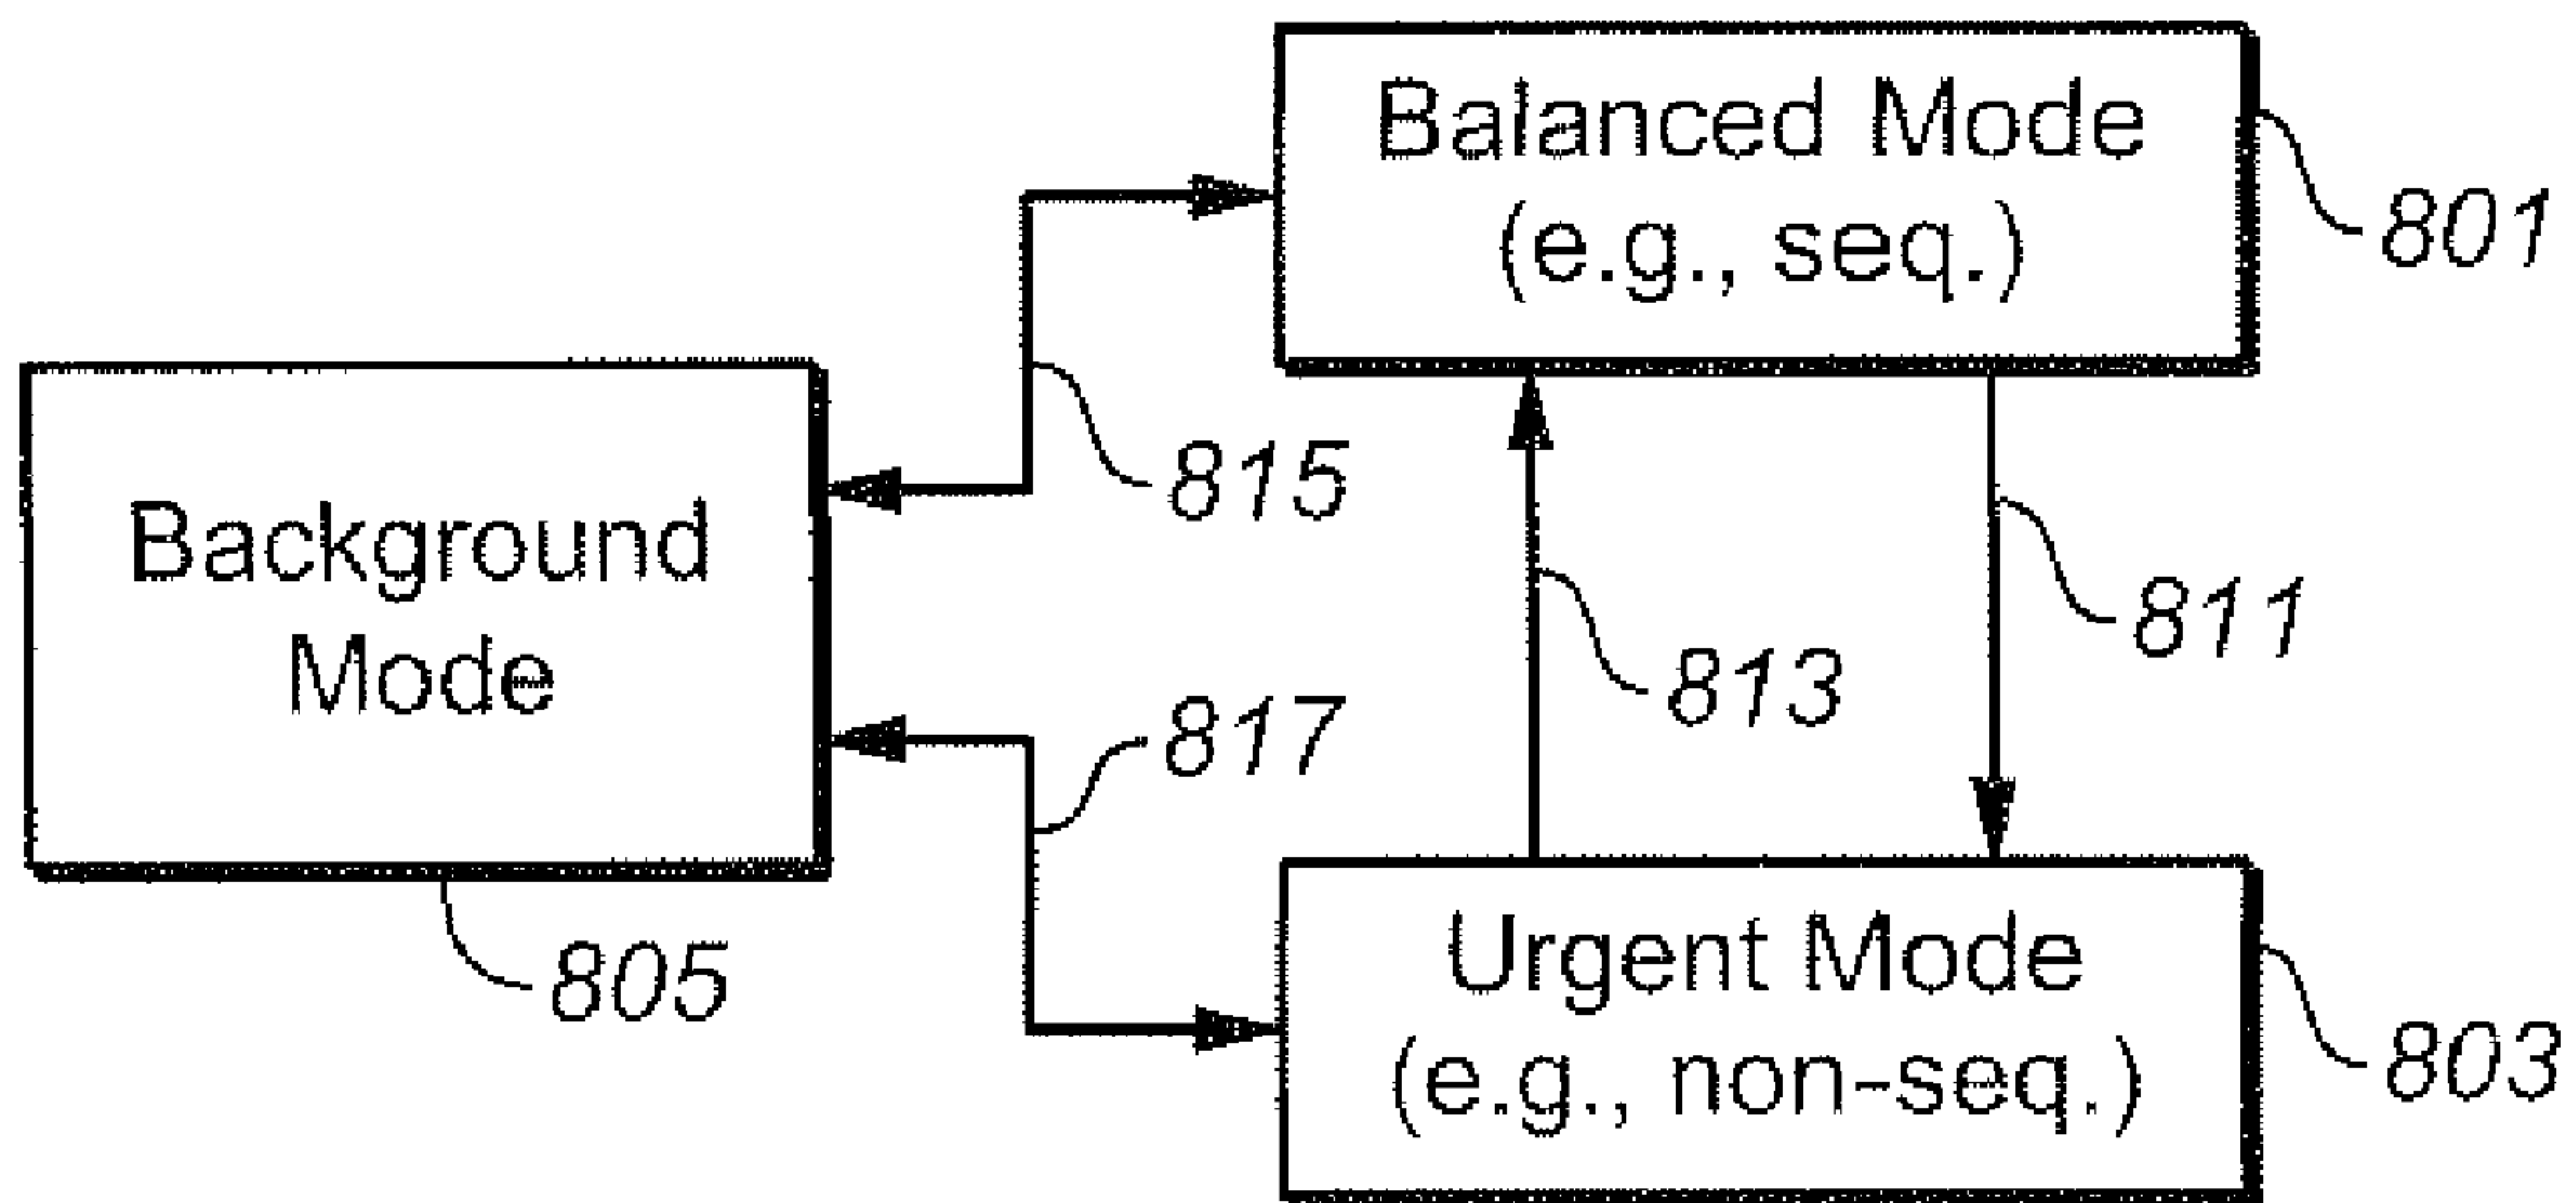 Balanced Mode
(e.g., seq.)
801
815
Background
Mode
813
811
817
805
Urgent Mode
(e.g., non-seq.)
803